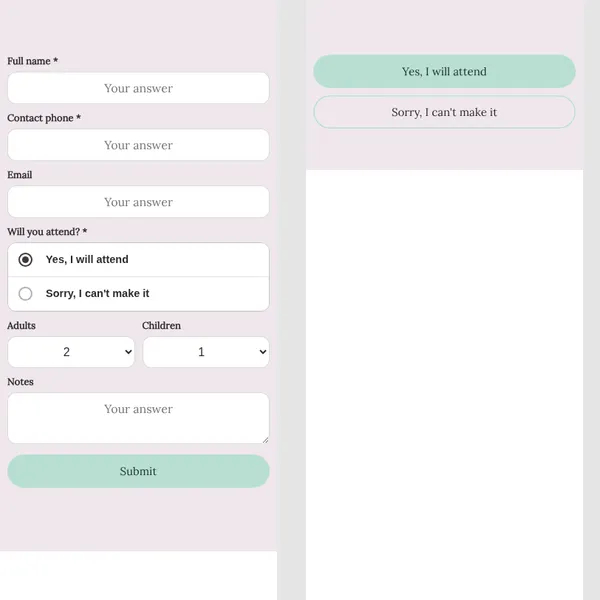 Full name *
Your answer
Contact phone *
Your answer
Email
Your answer
Will you attend? *
Yes, I will attend
Sorry, I can't make it
Adults
Children
2
1
Notes
Your answer
Submit
Yes, I will attend
Sorry, I can't make it